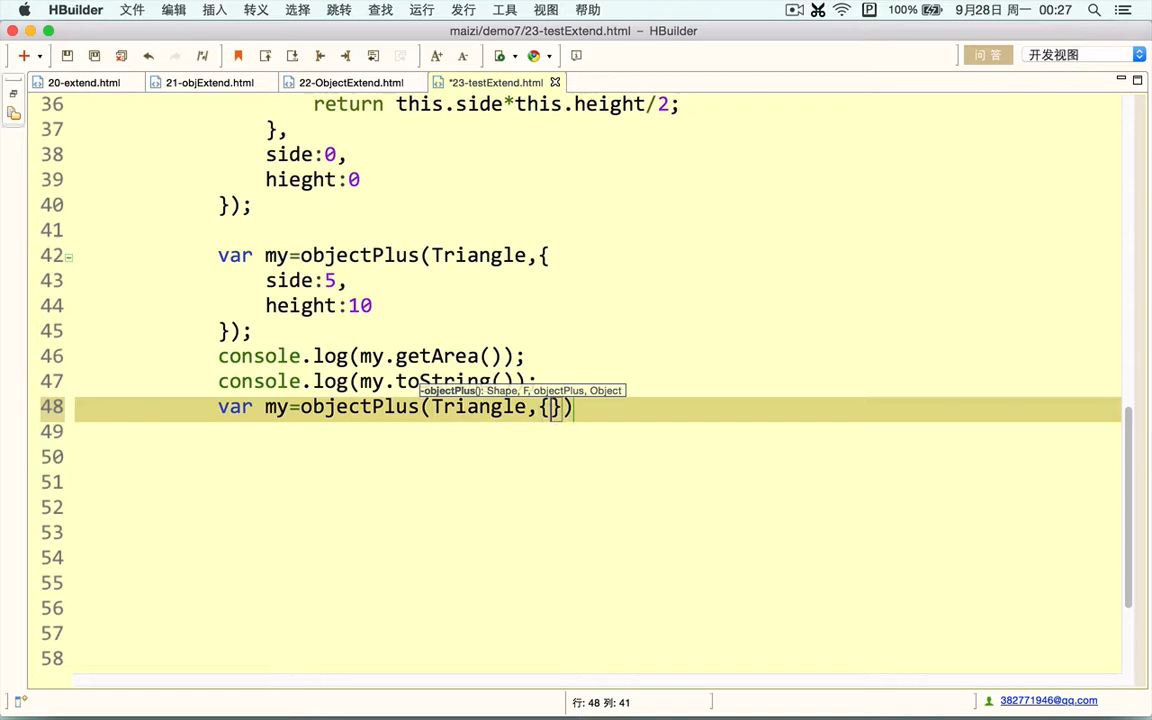 HBuilder 文件 编辑 插入 转义 选择 跳转 查找 运行 发行 工具 视图 帮助 100% 9月28日 周一 00:27
maizi/demo7/23-testExtend.html – HBuilder
问 答 开发视图
20-extend.html 21-objExtend.html 22-ObjectExtend.html *23-testExtend.html
36 return this.side*this.height/2;
37 },
38 side:0,
39 hieght:0
40 });
41
42 var my=objectPlus(Triangle,{
43 side:5,
44 height:10
45 });
46 console.log(my.getArea());
47 console.log(my.toString());
-objectPlus(): Shape, F, objectPlus, Object
48 var my=objectPlus(Triangle,{})
49
50
51
52
53
54
55
56
57
58
行: 48 列: 41 382771946@qq.com